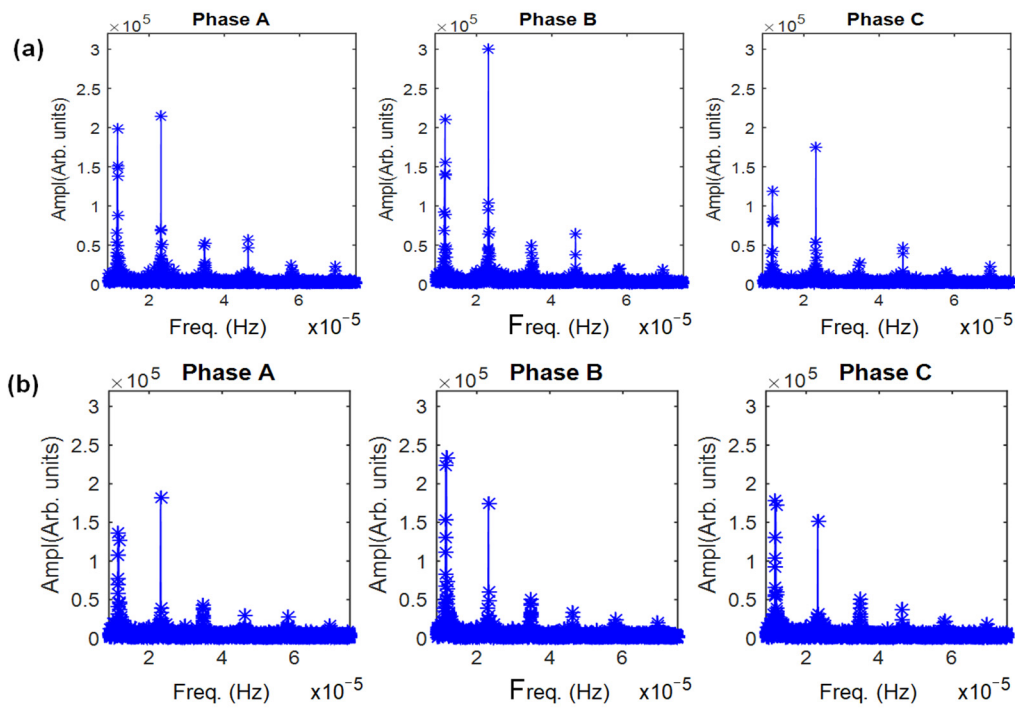 (a)
Phase A
Phase B
Phase C
×10⁵
×10⁵
×10⁵
Ampl(Arb. units)
Ampl(Arb. units)
Ampl(Arb. units)
3
2.5
2
1.5
1
0.5
0
3
2.5
2
1.5
1
0.5
0
3
2.5
2
1.5
1
0.5
0
2 4 6
2 4 6
2 4 6
Freq. (Hz) x10⁻⁵
Freq. (Hz) x10⁻⁵
Freq. (Hz) x10⁻⁵
(b)
Phase A
Phase B
Phase C
×10⁵
×10⁵
×10⁵
Ampl(Arb. units)
Ampl(Arb. units)
Ampl(Arb. units)
3
2.5
2
1.5
1
0.5
0
3
2.5
2
1.5
1
0.5
0
3
2.5
2
1.5
1
0.5
0
2 4 6
2 4 6
2 4 6
Freq. (Hz) x10⁻⁵
Freq. (Hz) x10⁻⁵
Freq. (Hz) x10⁻⁵